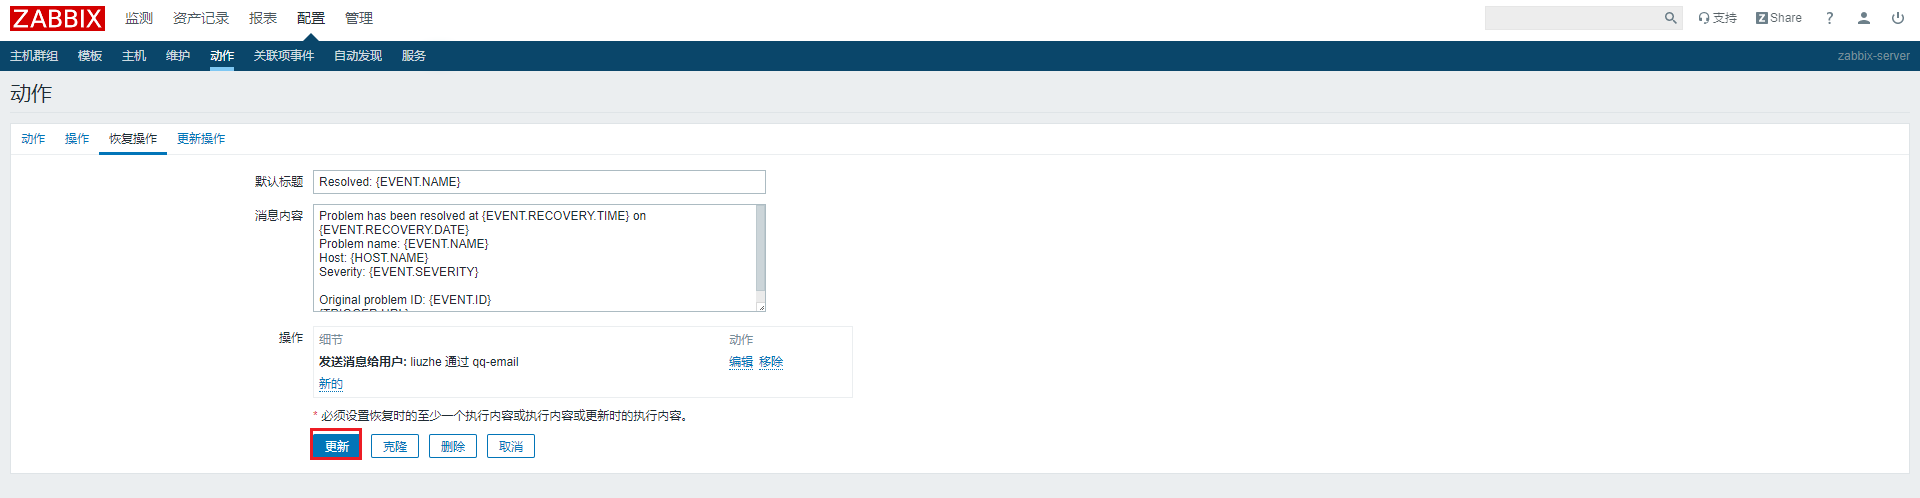 ZABBIX 监测 资产记录 报表 配置 管理 支持 Z Share ?
主机群组 模板 主机 维护 动作 关联项事件 自动发现 服务 zabbix-server
动作
动作 操作 恢复操作 更新操作
默认标题 Resolved: {EVENT.NAME}
消息内容 Problem has been resolved at {EVENT.RECOVERY.TIME} on
{EVENT.RECOVERY.DATE}
Problem name: {EVENT.NAME}
Host: {HOST.NAME}
Severity: {EVENT.SEVERITY}
Original problem ID: {EVENT.ID}
{TRIGGER.URL}
操作 细节 动作
发送消息给用户: liuzhe 通过 qq-email 编辑 移除
新的
* 必须设置恢复时的至少一个执行内容或执行内容或更新时的执行内容。
更新 克隆 删除 取消